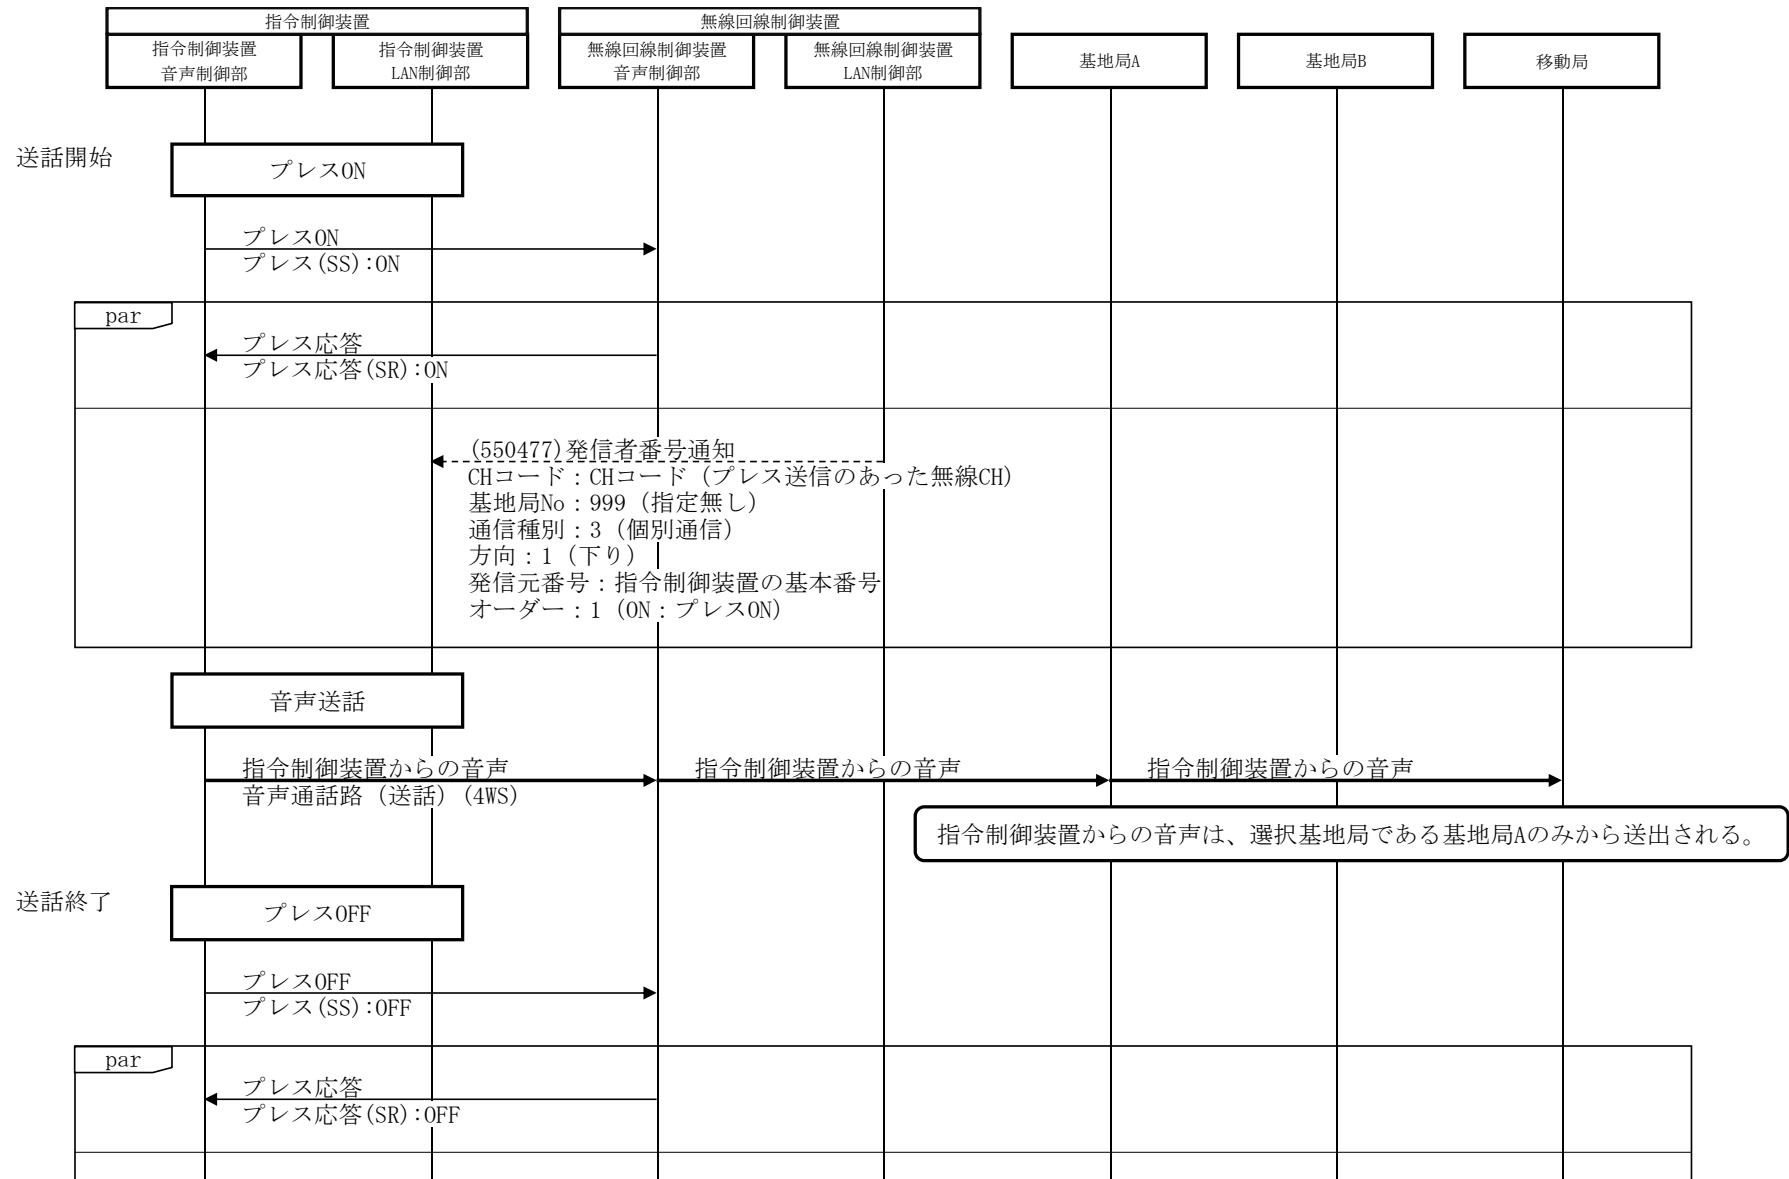 指令制御装置
無線回線制御装置
指令制御装置
音声制御部
指令制御装置
LAN制御部
無線回線制御装置
音声制御部
無線回線制御装置
LAN制御部
基地局A
基地局B
移動局
送話開始
プレスON
プレスON
プレス(SS):ON
par
プレス応答
プレス応答(SR):ON
(550477)発信者番号通知
CHコード：CHコード（プレス送信のあった無線CH）
基地局No：999（指定無し）
通信種別：3（個別通信）
方向：1（下り）
発信元番号：指令制御装置の基本番号
オーダー：1（ON：プレスON）
音声送話
指令制御装置からの音声
音声通話路（送話）(4WS)
指令制御装置からの音声
指令制御装置からの音声
指令制御装置からの音声は、選択基地局である基地局Aのみから送出される。
送話終了
プレスOFF
プレスOFF
プレス(SS):OFF
par
プレス応答
プレス応答(SR):OFF